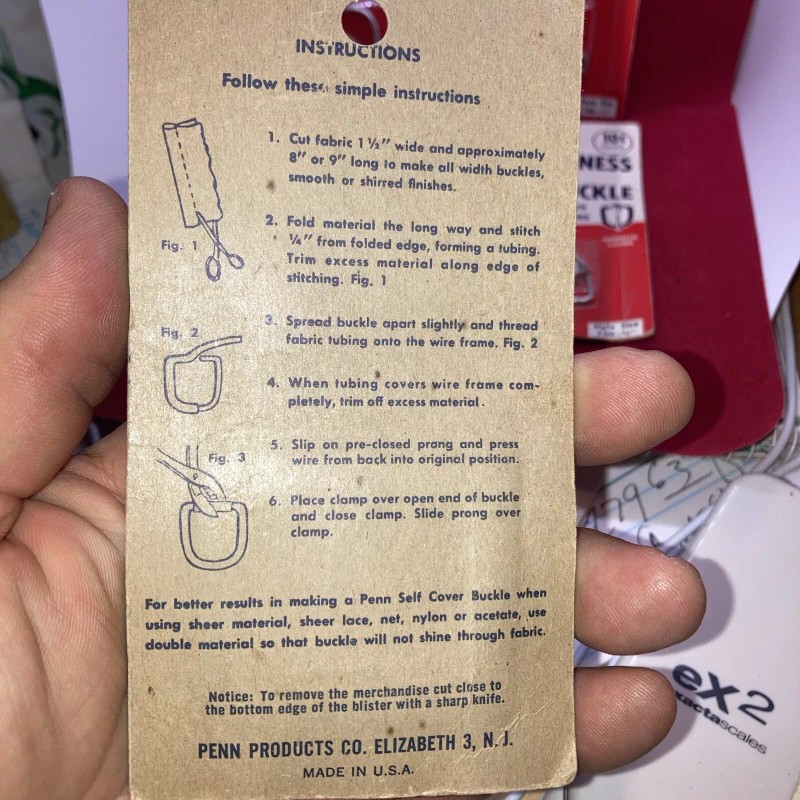 INSTRUCTIONS
Follow these simple instructions
1. Cut fabric 1 ½" wide and approximately
8" or 9" long to make all width buckles,
smooth or shirred finishes.
2. Fold material the long way and stitch
¼" from folded edge, forming a tubing.
Trim excess material along edge of
stitching. Fig. 1
Fig. 1
3. Spread buckle apart slightly and thread
fabric tubing onto the wire frame. Fig. 2
Fig. 2
4. When tubing covers wire frame com-
pletely, trim off excess material.
5. Slip on pre-closed prong and press
wire from back into original position.
Fig. 3
6. Place clamp over open end of buckle
and close clamp. Slide prong over
clamp.
For better results in making a Penn Self Cover Buckle when
using sheer material, sheer lace, net, nylon or acetate, use
double material so that buckle will not shine through fabric.
Notice: To remove the merchandise cut close to
the bottom edge of the blister with a sharp knife.
PENN PRODUCTS CO. ELIZABETH 3, N. J.
MADE IN U.S.A.
NESS
CKLE
eX2
xactascales